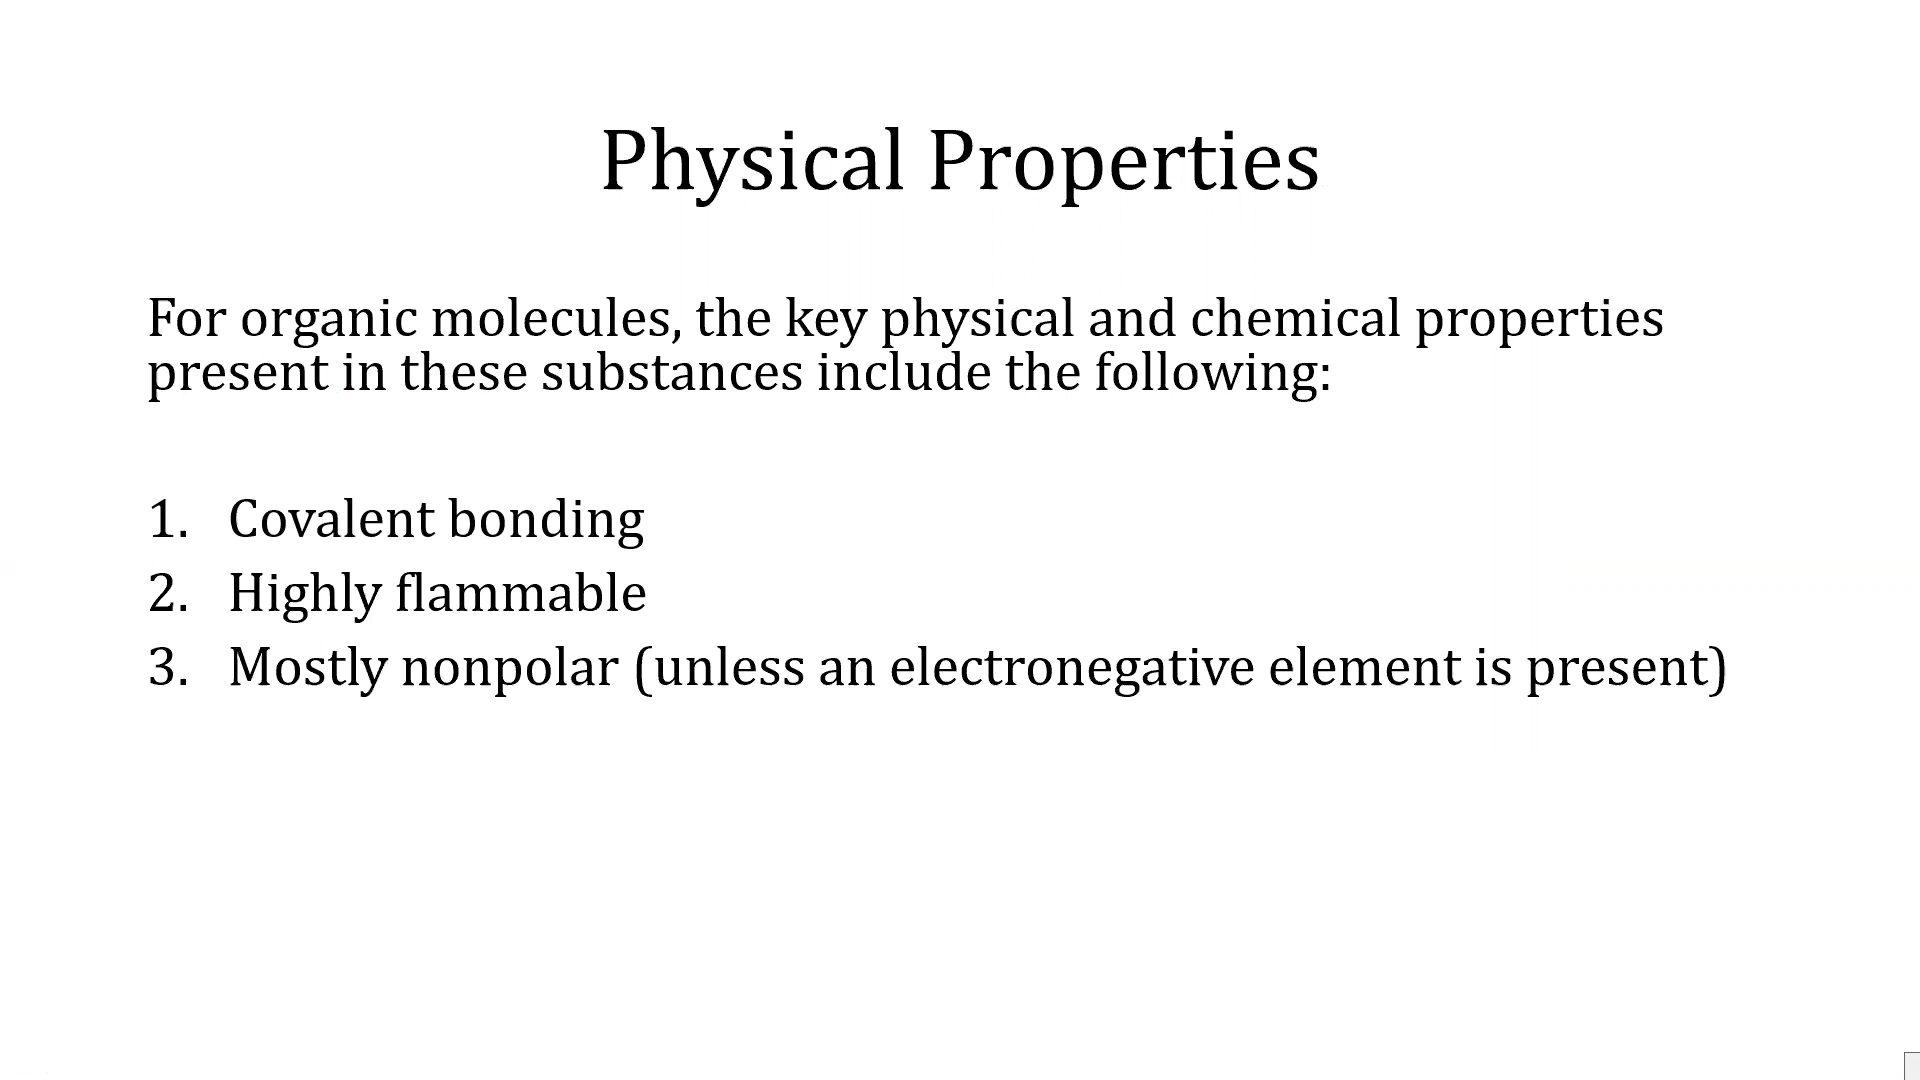 Physical Properties
For organic molecules, the key physical and chemical properties
present in these substances include the following:
1. Covalent bonding
2. Highly flammable
3. Mostly nonpolar (unless an electronegative element is present)